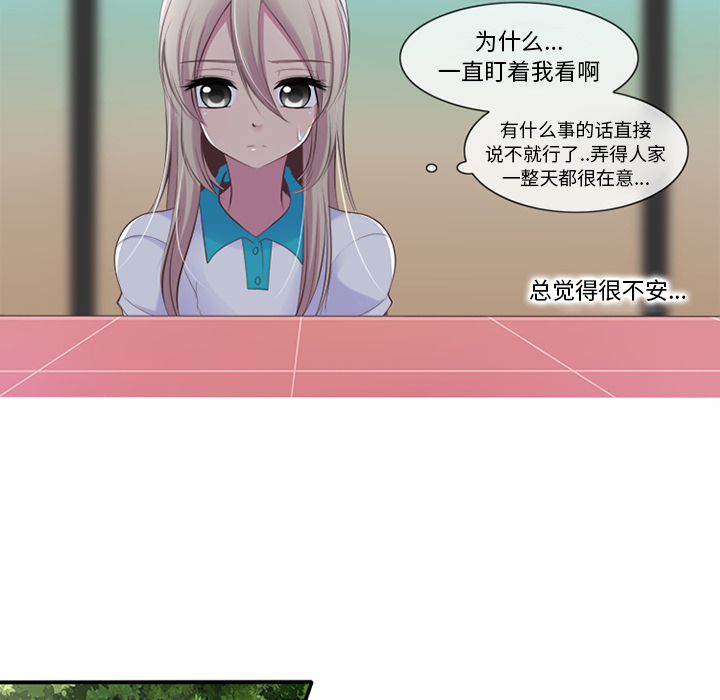 为什么...
一直盯着我看啊
有什么事的话直接
说不就行了..弄得人家
一整天都很在意...
总觉得很不安...